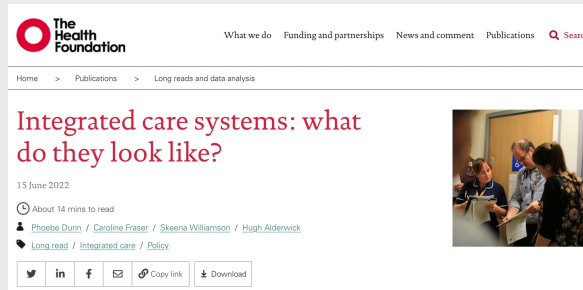 The
Health
Foundation
What we do Funding and partnerships News and comment Publications
Home > Publications > Long reads and data analysis
Integrated care systems: what
do they look like?
15 June 2022
About 14 mins to read
Phoebe Dunn / Caroline Fraser / Skeena Williamson / Hugh Alderwick
Long read / Integrated care / Policy
Copy link Download